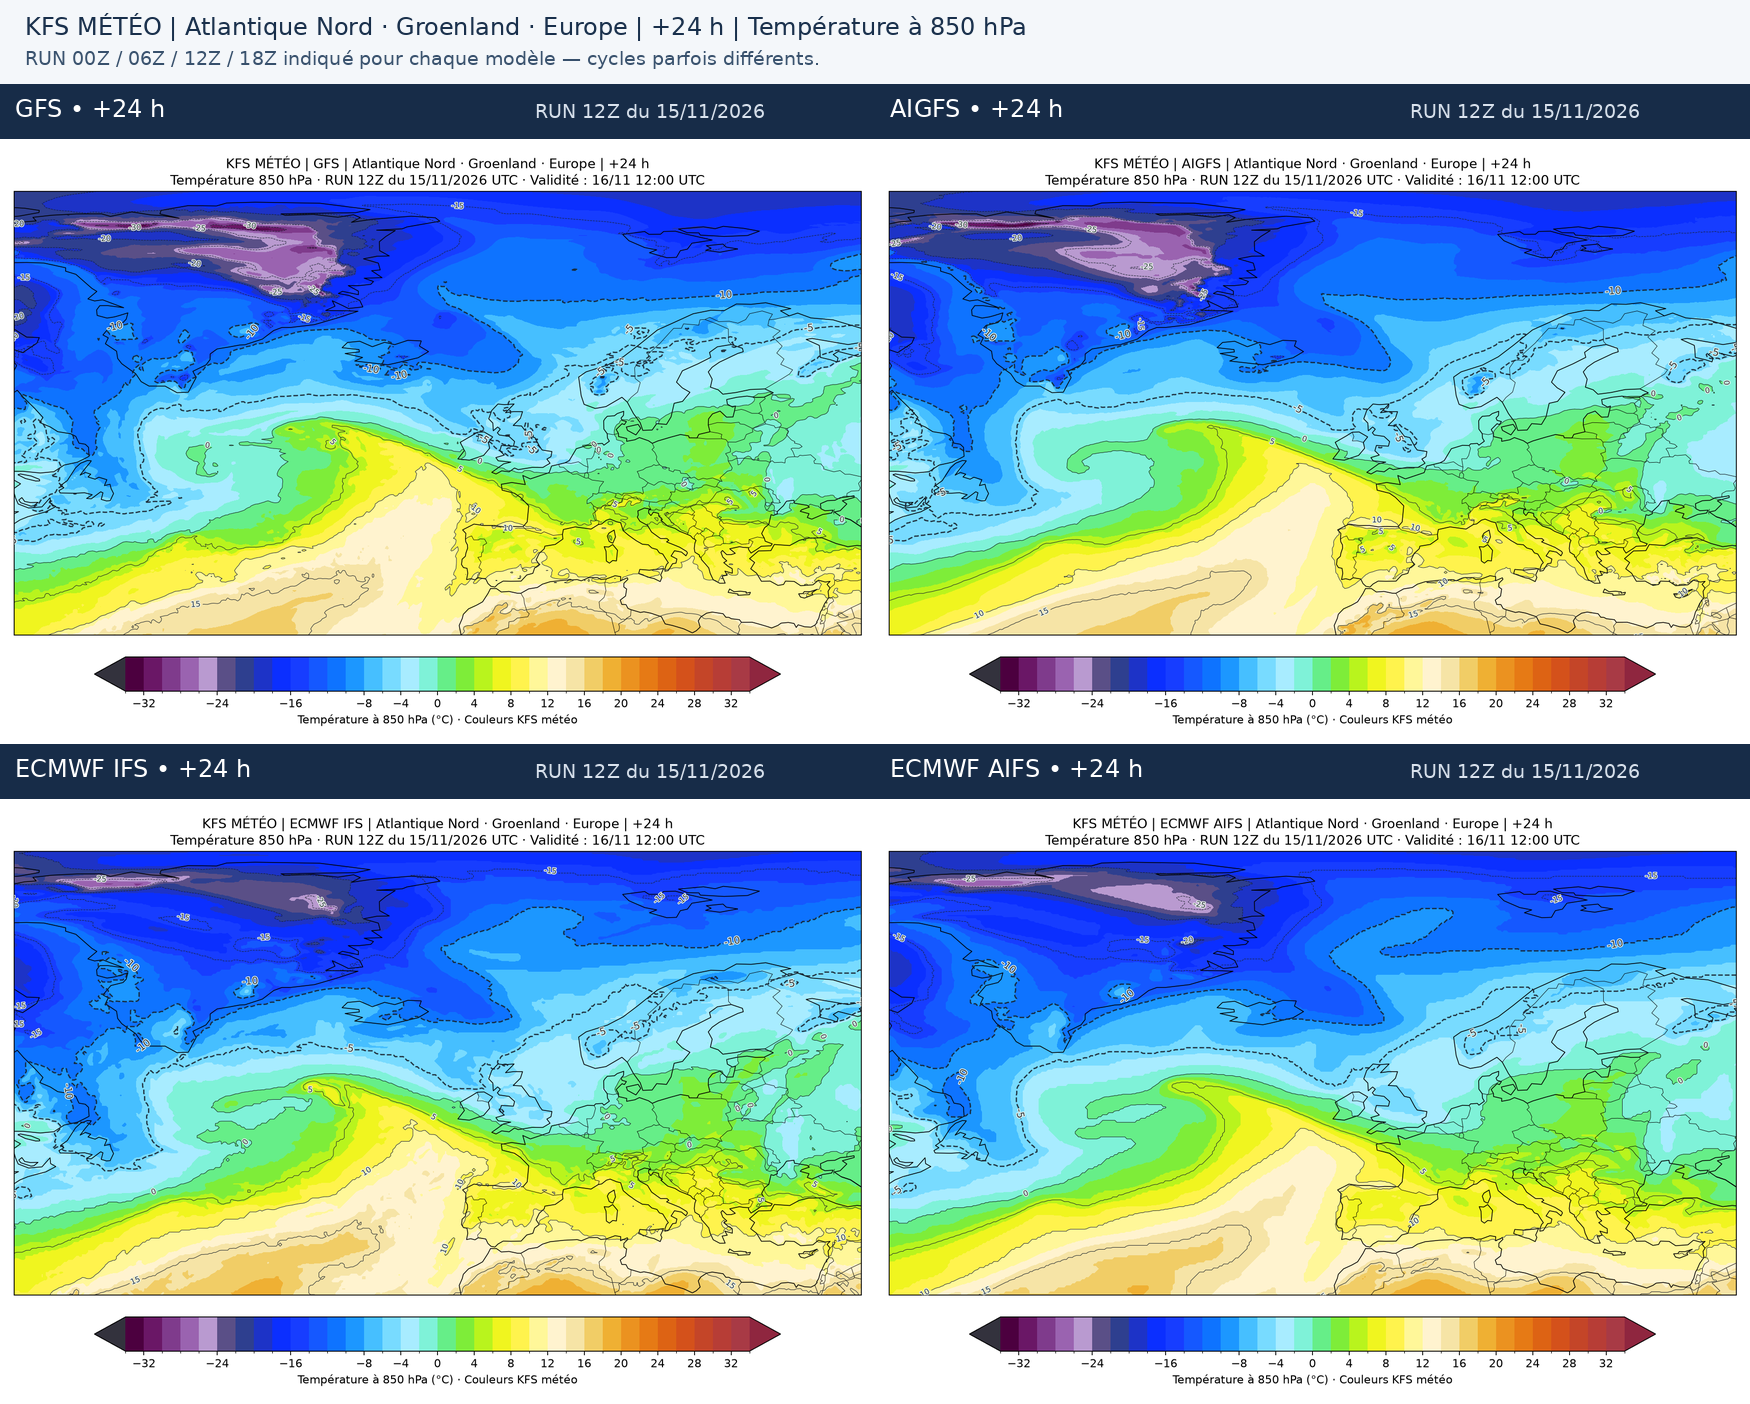 KFS MÉTÉO | Atlantique Nord · Groenland · Europe | +24 h | Température à 850 hPa
RUN 00Z / 06Z / 12Z / 18Z indiqué pour chaque modèle — cycles parfois différents.
GFS • +24 h
RUN 12Z du 15/11/2026
KFS MÉTÉO | GFS | Atlantique Nord · Groenland · Europe | +24 h
Température 850 hPa · RUN 12Z du 15/11/2026 UTC · Validité : 16/11 12:00 UTC
−32 −24 −16 −8 −4 0 4 8 12 16 20 24 28 32
Température à 850 hPa (°C) · Couleurs KFS météo
AIGFS • +24 h
RUN 12Z du 15/11/2026
KFS MÉTÉO | AIGFS | Atlantique Nord · Groenland · Europe | +24 h
Température 850 hPa · RUN 12Z du 15/11/2026 UTC · Validité : 16/11 12:00 UTC
−32 −24 −16 −8 −4 0 4 8 12 16 20 24 28 32
Température à 850 hPa (°C) · Couleurs KFS météo
ECMWF IFS • +24 h
RUN 12Z du 15/11/2026
KFS MÉTÉO | ECMWF IFS | Atlantique Nord · Groenland · Europe | +24 h
Température 850 hPa · RUN 12Z du 15/11/2026 UTC · Validité : 16/11 12:00 UTC
−32 −24 −16 −8 −4 0 4 8 12 16 20 24 28 32
Température à 850 hPa (°C) · Couleurs KFS météo
ECMWF AIFS • +24 h
RUN 12Z du 15/11/2026
KFS MÉTÉO | ECMWF AIFS | Atlantique Nord · Groenland · Europe | +24 h
Température 850 hPa · RUN 12Z du 15/11/2026 UTC · Validité : 16/11 12:00 UTC
−32 −24 −16 −8 −4 0 4 8 12 16 20 24 28 32
Température à 850 hPa (°C) · Couleurs KFS météo